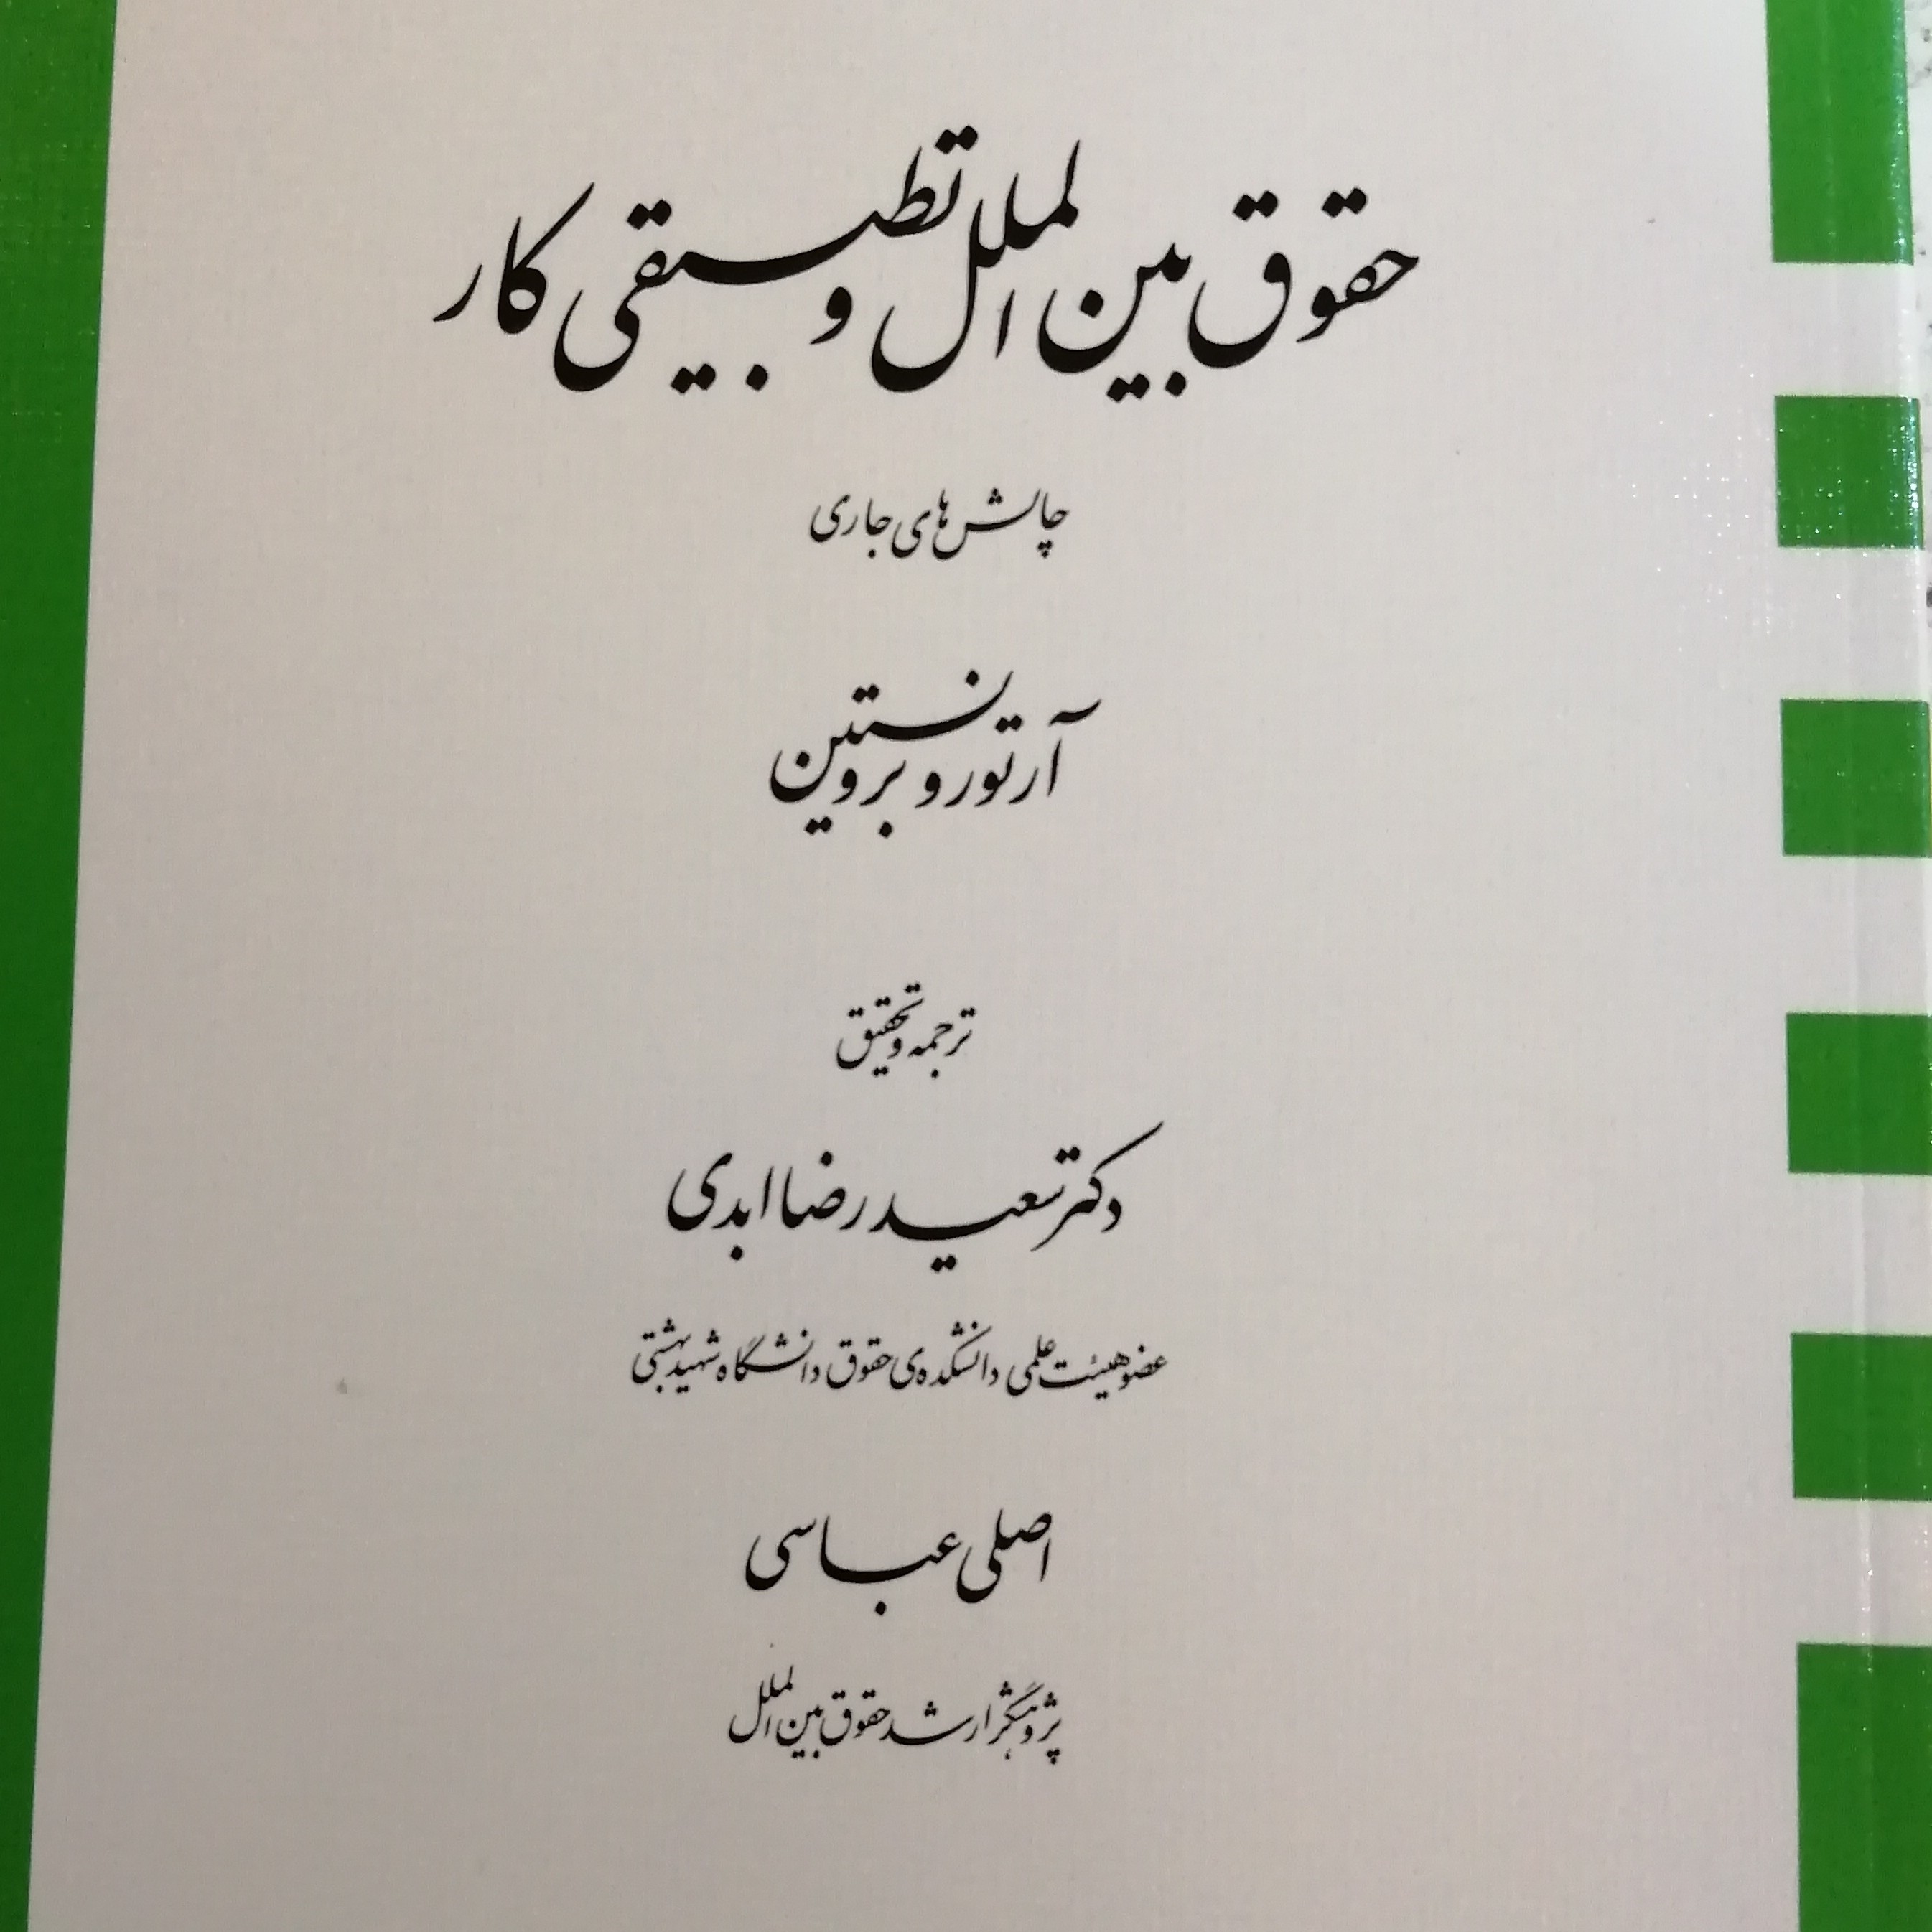 حقوق بین الملل و تطبیقی کار
چالش‌های جاری
آرتورو برونستین
ترجمه و تحقیق
دکتر سعید رضا ابدی
عضو هیئت علمی دانشکده‌ی حقوق دانشگاه شهید بهشتی
اصلی عباسی
پژوهشگر ارشد حقوق بین الملل